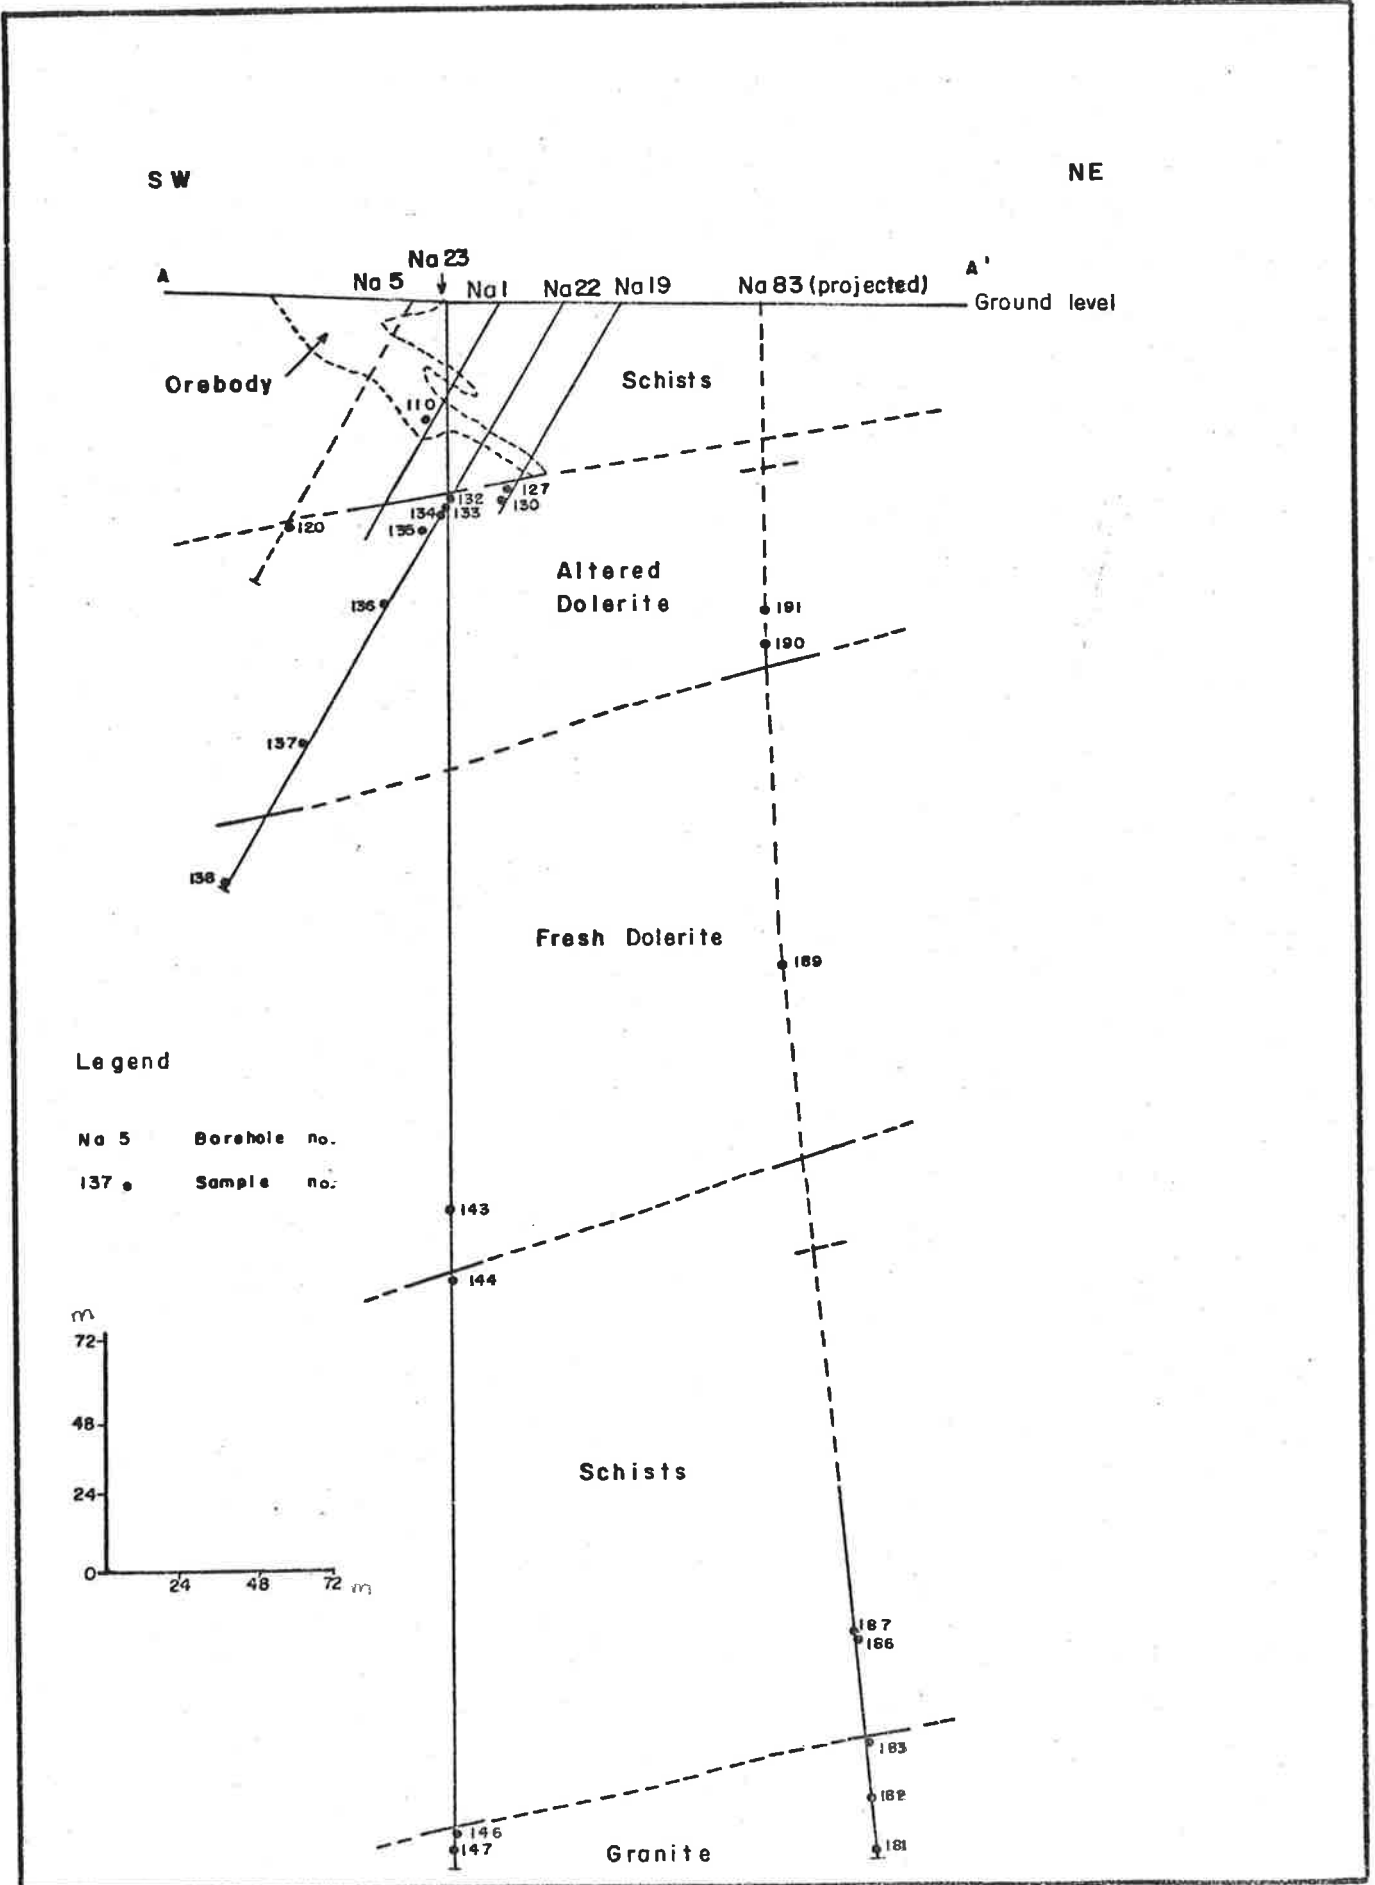 SW NE
Na 23
A Na 5 Na 1 Na 22 Na 19 Na 83 (projected) A'
Ground level
Orebody
Schists
110
127
132
130
134 133
120
135
Altered
Dolerite
136
191
190
137
138
Fresh Dolerite
189
Legend
Na 5 Borehole no.
137 Sample no.
143
144
m
72
48
24
0
24 48 72 m
Schists
187
186
183
182
181
146
147
Granite